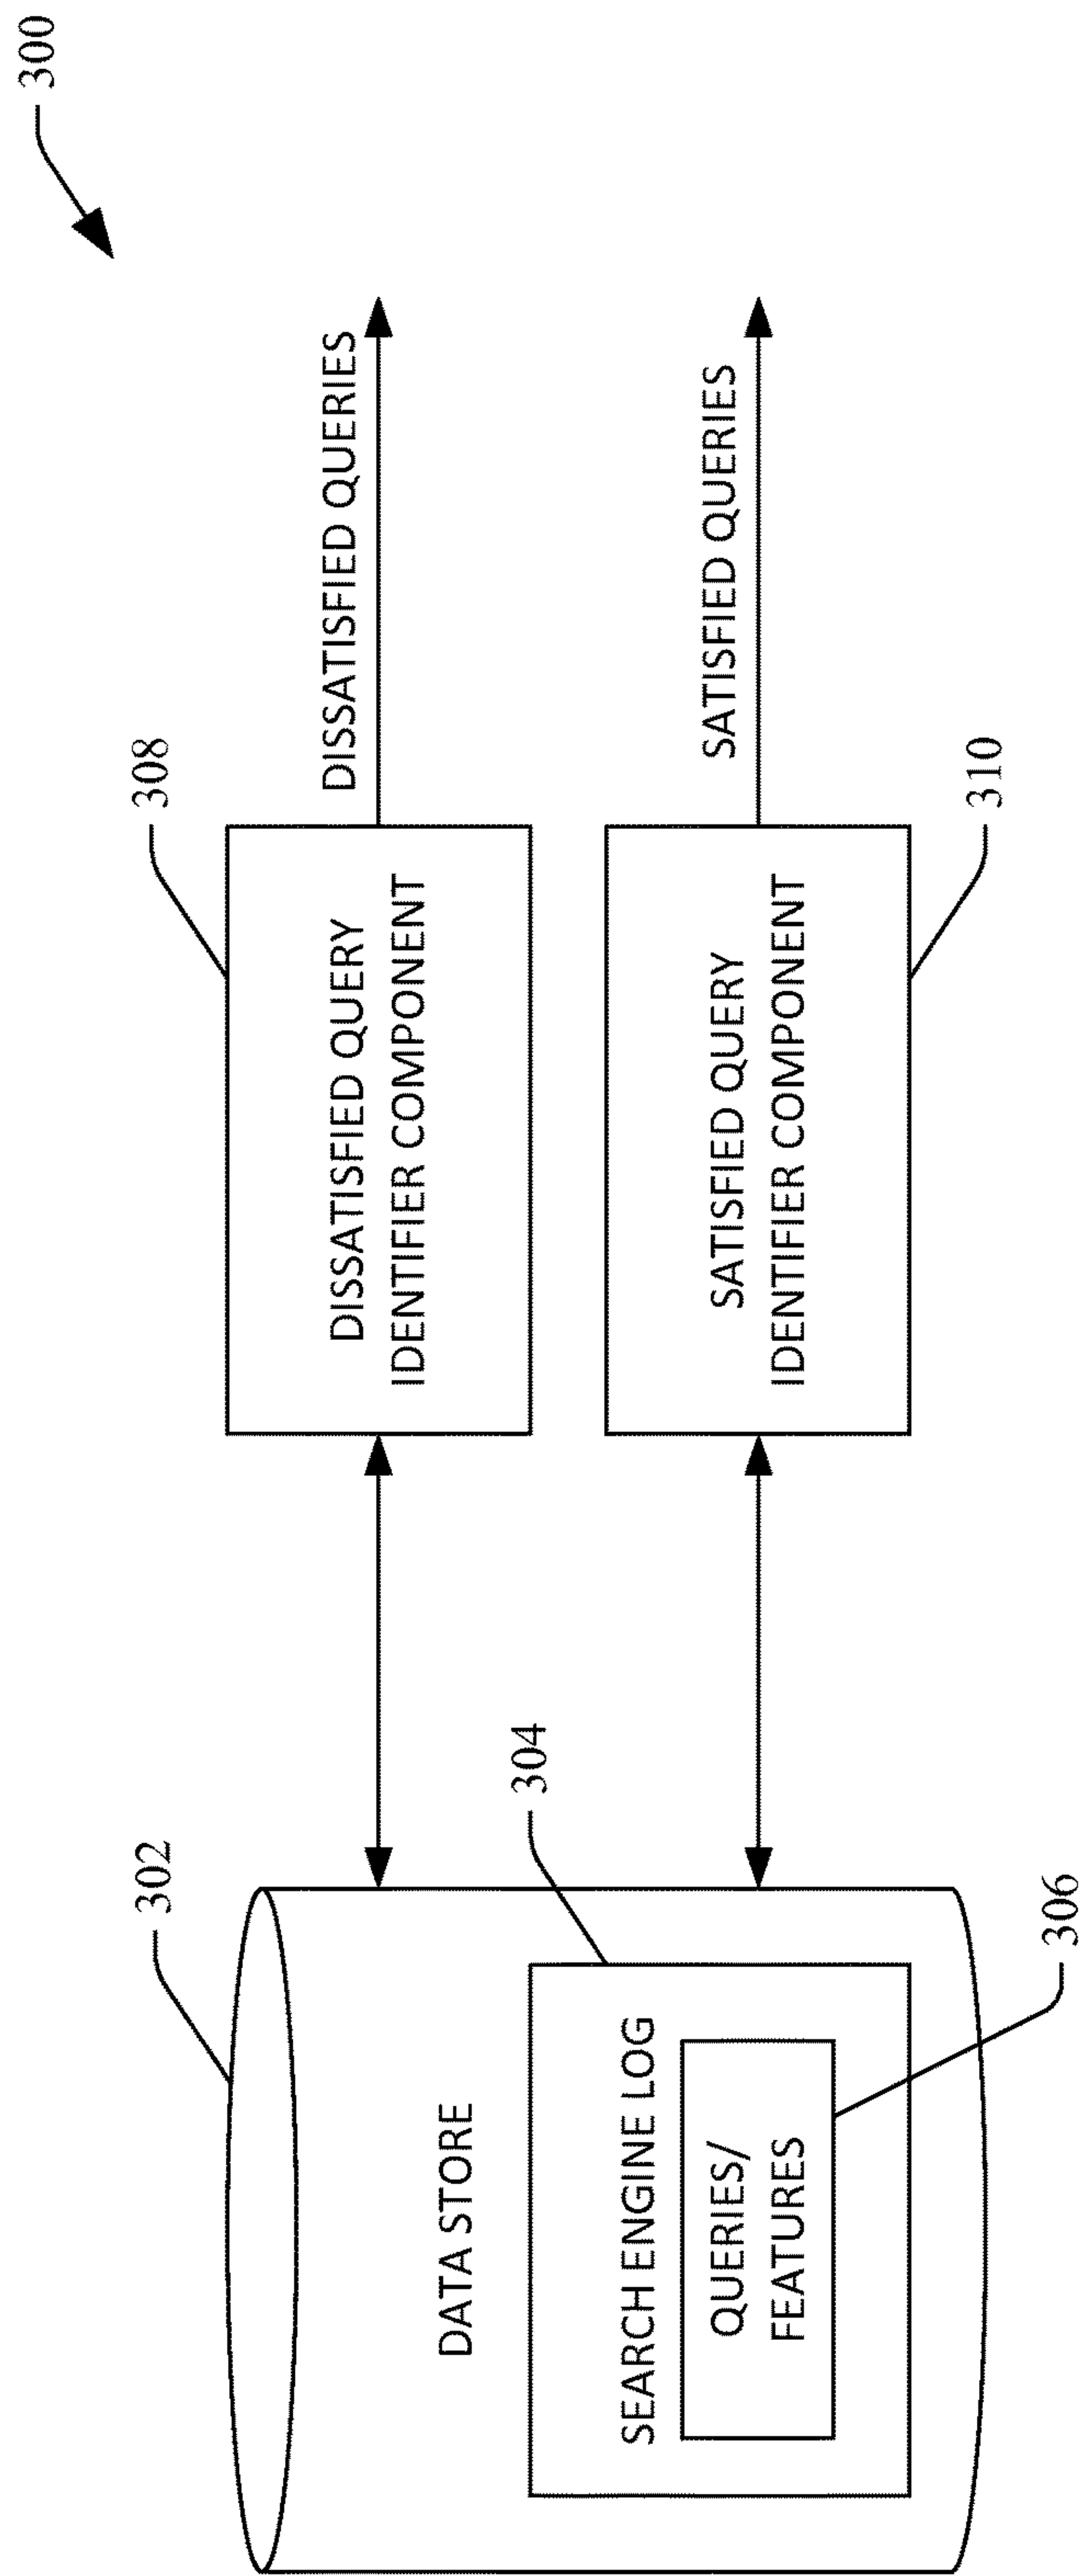 300
302
DATA STORE
304
SEARCH ENGINE LOG
QUERIES/
FEATURES
306
308
DISSATISFIED QUERY
IDENTIFIER COMPONENT
DISSATISFIED QUERIES
SATISFIED QUERY
IDENTIFIER COMPONENT
310
SATISFIED QUERIES